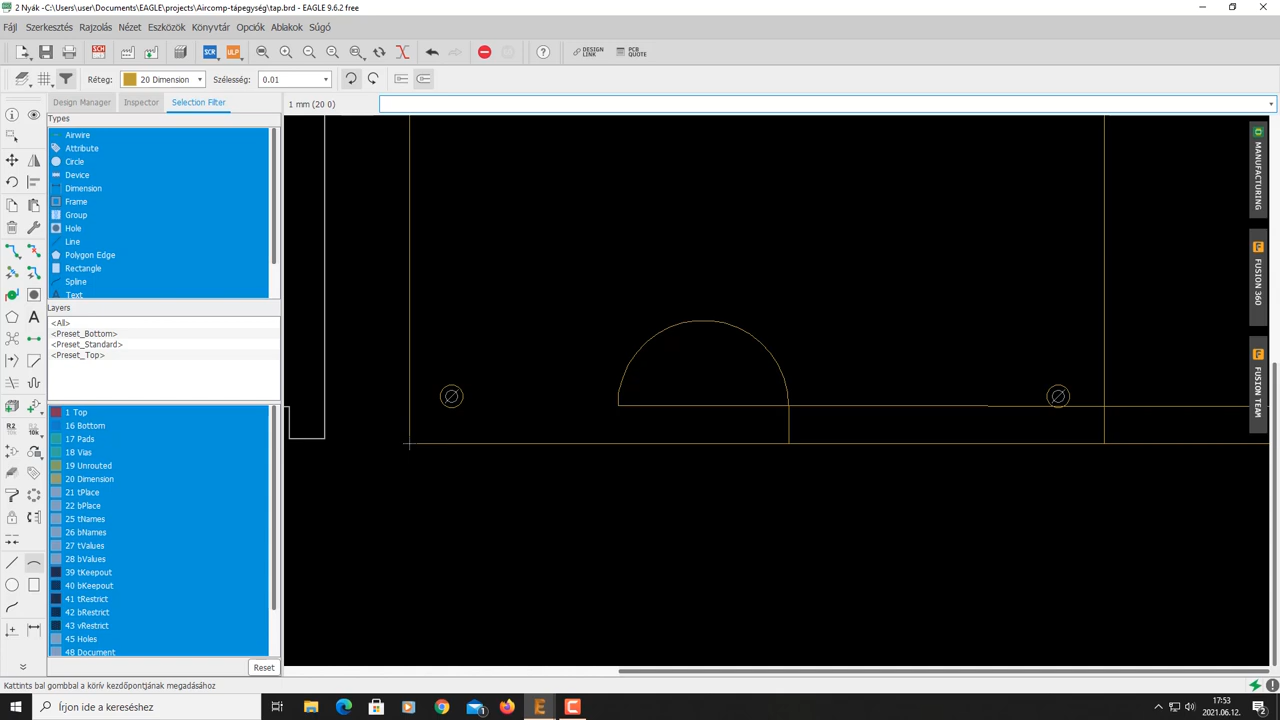 2 Nyák -C:\Users\user\Documents\EAGLE\projects\Aircomp-tápegység\tap.brd - EAGLE 9.6.2 free
Fájl Szerkesztés Rajzolás Nézet Eszközök Könyvtár Opciók Ablakok Súgó
SCH SCR ULP DESIGN LINK PCB QUOTE
Réteg: 20 Dimension Szélesség: 0.01
Design Manager Inspector Selection Filter 1 mm (20 0)
Types
Airwire
Attribute
Circle
Device
Dimension
Frame
Group
Hole
Line
Polygon Edge
Rectangle
Spline
Text
Layers
<All>
<Preset_Bottom>
<Preset_Standard>
<Preset_Top>
1 Top
16 Bottom
17 Pads
18 Vias
19 Unrouted
20 Dimension
21 tPlace
22 bPlace
25 tNames
26 bNames
27 tValues
28 bValues
39 tKeepout
40 bKeepout
41 tRestrict
42 bRestrict
43 vRestrict
45 Holes
48 Document
Reset
MANUFACTURING
FUSION 360
FUSION TEAM
Kattints bal gombbal a körív kezdőpontjának megadásához
Írjon ide a kereséshez
17:53
2021.06.12.